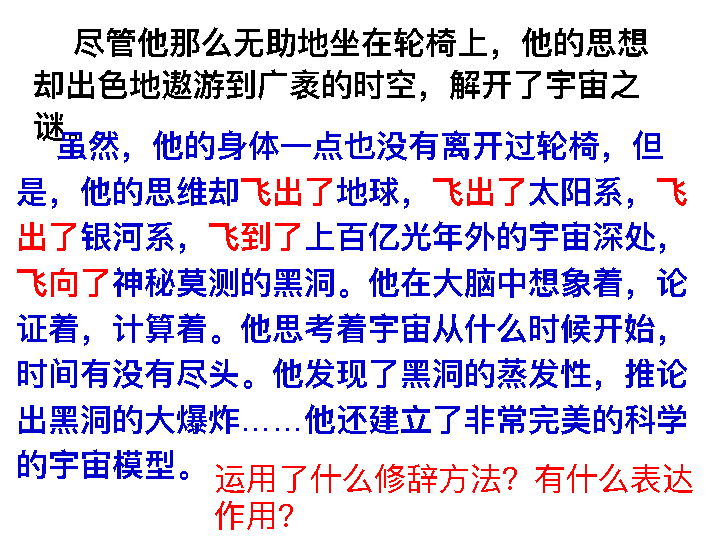 尽管他那么无助地坐在轮椅上，他的思想
却出色地遨游到广袤的时空，解开了宇宙之
谜。
虽然，他的身体一点也没有离开过轮椅，但
是，他的思维却飞出了地球，飞出了太阳系，飞
出了银河系，飞到了上百亿光年外的宇宙深处，
飞向了神秘莫测的黑洞。他在大脑中想象着，论
证着，计算着。他思考着宇宙从什么时候开始，
时间有没有尽头。他发现了黑洞的蒸发性，推论
出黑洞的大爆炸……他还建立了非常完美的科学
的宇宙模型。
运用了什么修辞方法？有什么表达
作用？